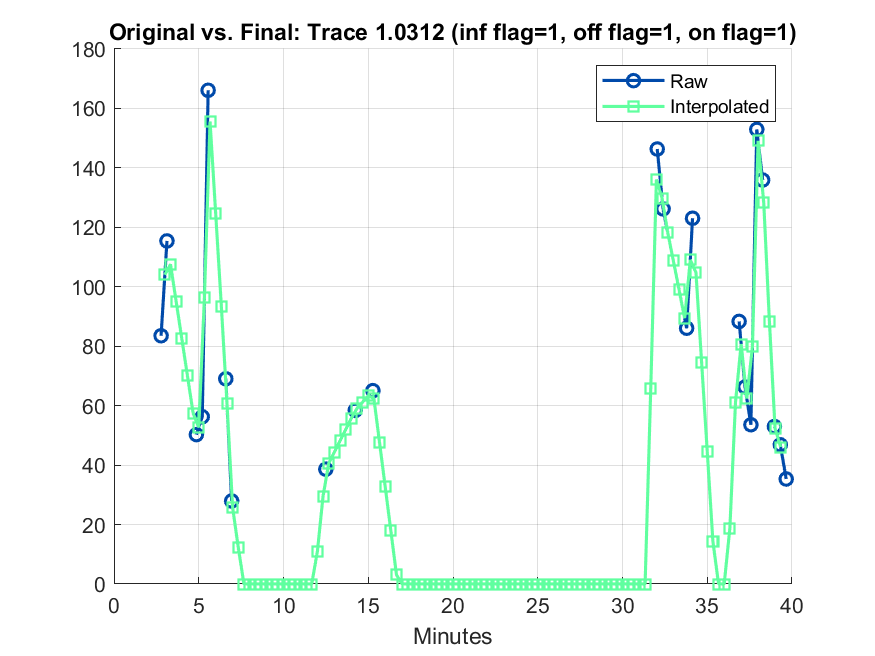 Original vs. Final: Trace 1.0312 (inf flag=1, off flag=1, on flag=1)
180
160
140
120
100
80
60
40
20
0
Raw
Interpolated
0 5 10 15 20 25 30 35 40
Minutes